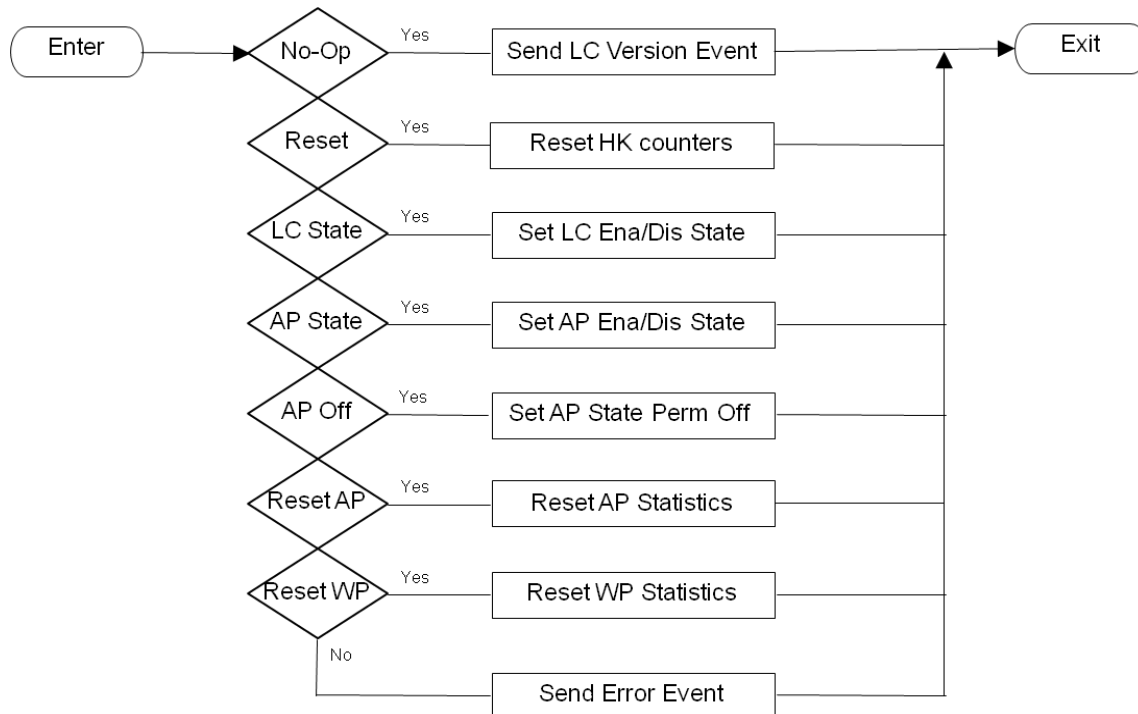 Enter
No-Op
Yes
Send LC Version Event
Exit
Reset
Yes
Reset HK counters
LC State
Yes
Set LC Ena/Dis State
AP State
Yes
Set AP Ena/Dis State
AP Off
Yes
Set AP State Perm Off
Reset AP
Yes
Reset AP Statistics
Reset WP
Yes
Reset WP Statistics
No
Send Error Event